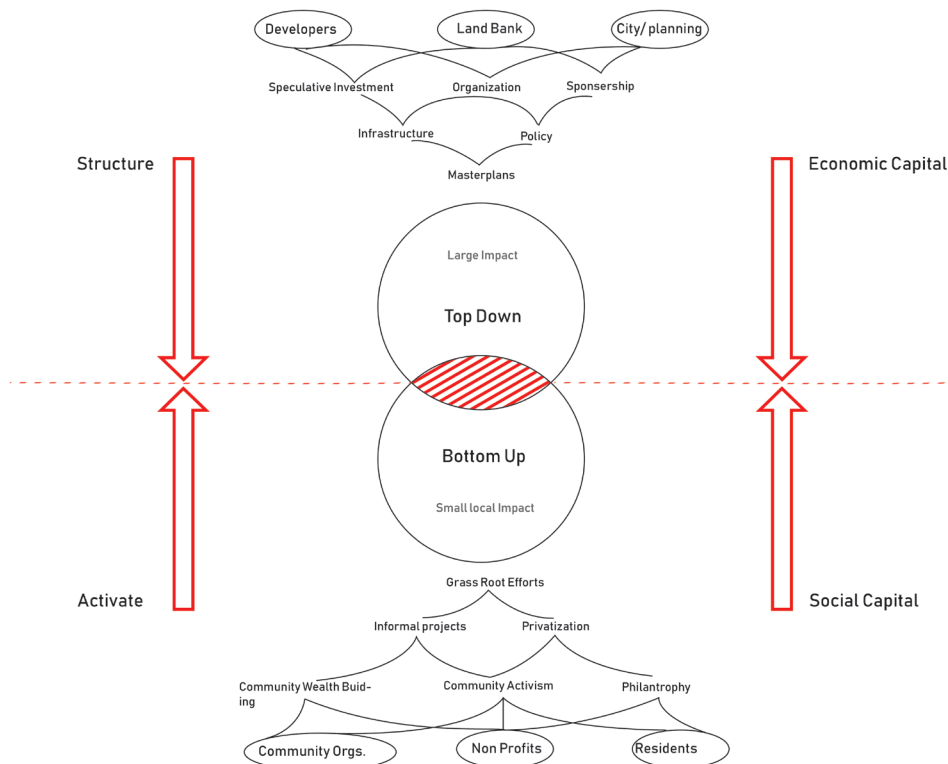 Developers
Land Bank
City/ planning
Speculative Investment
Organization
Sponsership
Infrastructure
Policy
Masterplans
Structure
Economic Capital
Large Impact
Top Down
Bottom Up
Small local Impact
Activate
Social Capital
Grass Root Efforts
Informal projects
Privatization
Community Wealth Buid-
ing
Community Activism
Philantrophy
Community Orgs.
Non Profits
Residents